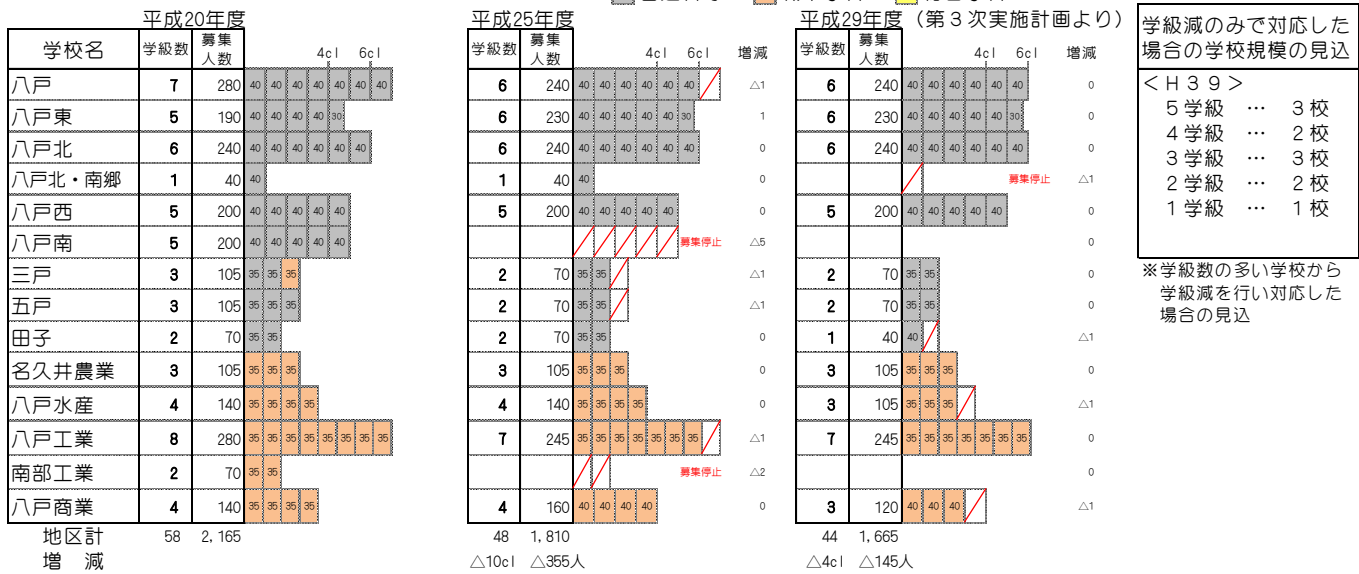 平成20年度 平成25年度 平成29年度（第３次実施計画より）
学校名 学級数 募集人数 4cl 6cl 学級数 募集人数 4cl 6cl 増減 学級数 募集人数 4cl 6cl 増減
八戸 7 280 40 40 40 40 40 40 40 6 240 40 40 40 40 40 40 △1 6 240 40 40 40 40 40 40 0
八戸東 5 190 40 40 40 40 30 6 230 40 40 40 40 40 30 1 6 230 40 40 40 40 40 30 0
八戸北 6 240 40 40 40 40 40 40 6 240 40 40 40 40 40 40 0 6 240 40 40 40 40 40 40 0
八戸北・南郷 1 40 40 1 40 40 0 募集停止 △1
八戸西 5 200 40 40 40 40 40 5 200 40 40 40 40 40 0 5 200 40 40 40 40 40 0
八戸南 5 200 40 40 40 40 40 募集停止 △5 0
三戸 3 105 35 35 35 2 70 35 35 △1 2 70 35 35 0
五戸 3 105 35 35 35 2 70 35 35 △1 2 70 35 35 0
田子 2 70 35 35 2 70 35 35 0 1 40 40 △1
名久井農業 3 105 35 35 35 3 105 35 35 35 0 3 105 35 35 35 0
八戸水産 4 140 35 35 35 35 4 140 35 35 35 35 0 3 105 35 35 35 △1
八戸工業 8 280 35 35 35 35 35 35 35 35 7 245 35 35 35 35 35 35 35 △1 7 245 35 35 35 35 35 35 35 0
南部工業 2 70 35 35 募集停止 △2 0
八戸商業 4 140 35 35 35 35 4 160 40 40 40 40 0 3 120 40 40 40 △1
地区計 58 2,165 48 1,810 44 1,665
増 減 △10cl △355人 △4cl △145人
学級減のみで対応した
場合の学校規模の見込
＜Ｈ３９＞
５学級 … ３校
４学級 … ２校
３学級 … ３校
２学級 … ２校
１学級 … １校
※学級数の多い学校から
学級減を行い対応した
場合の見込